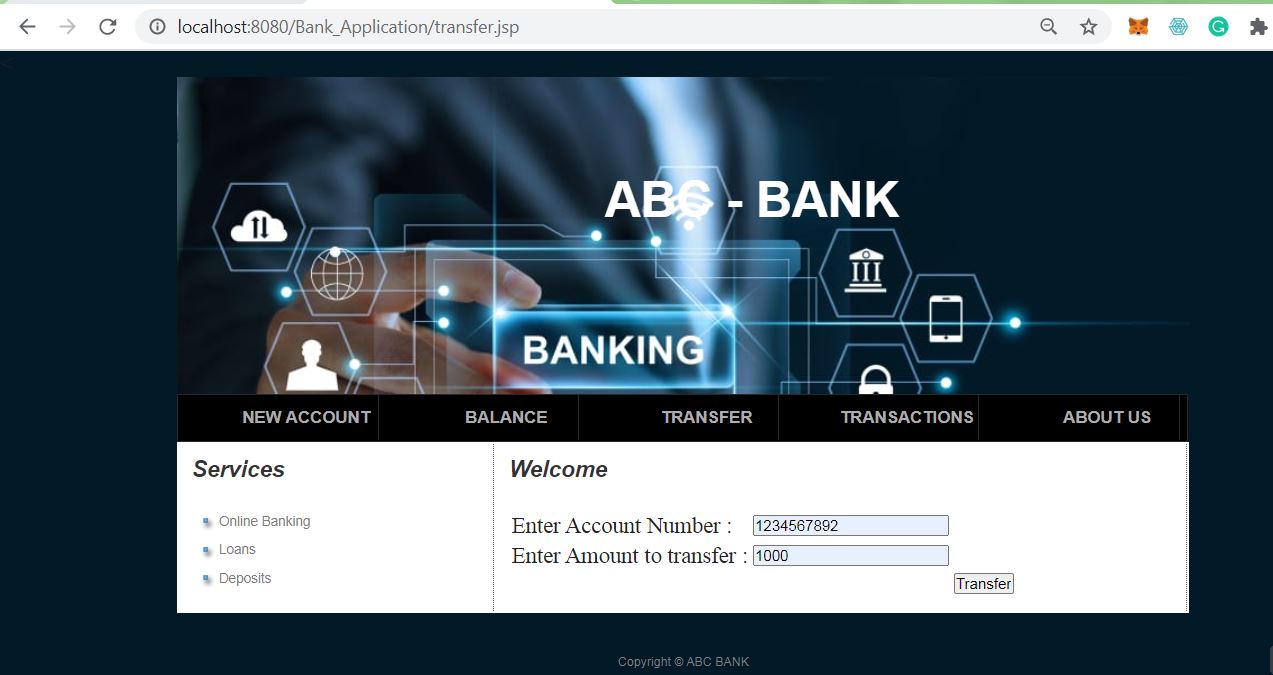 localhost:8080/Bank_Application/transfer.jsp
<
ABC - BANK
BANKING
NEW ACCOUNT BALANCE TRANSFER TRANSACTIONS ABOUT US
Services
Online Banking
Loans
Deposits
Welcome
Enter Account Number : 1234567892
Enter Amount to transfer : 1000
Transfer
Copyright © ABC BANK